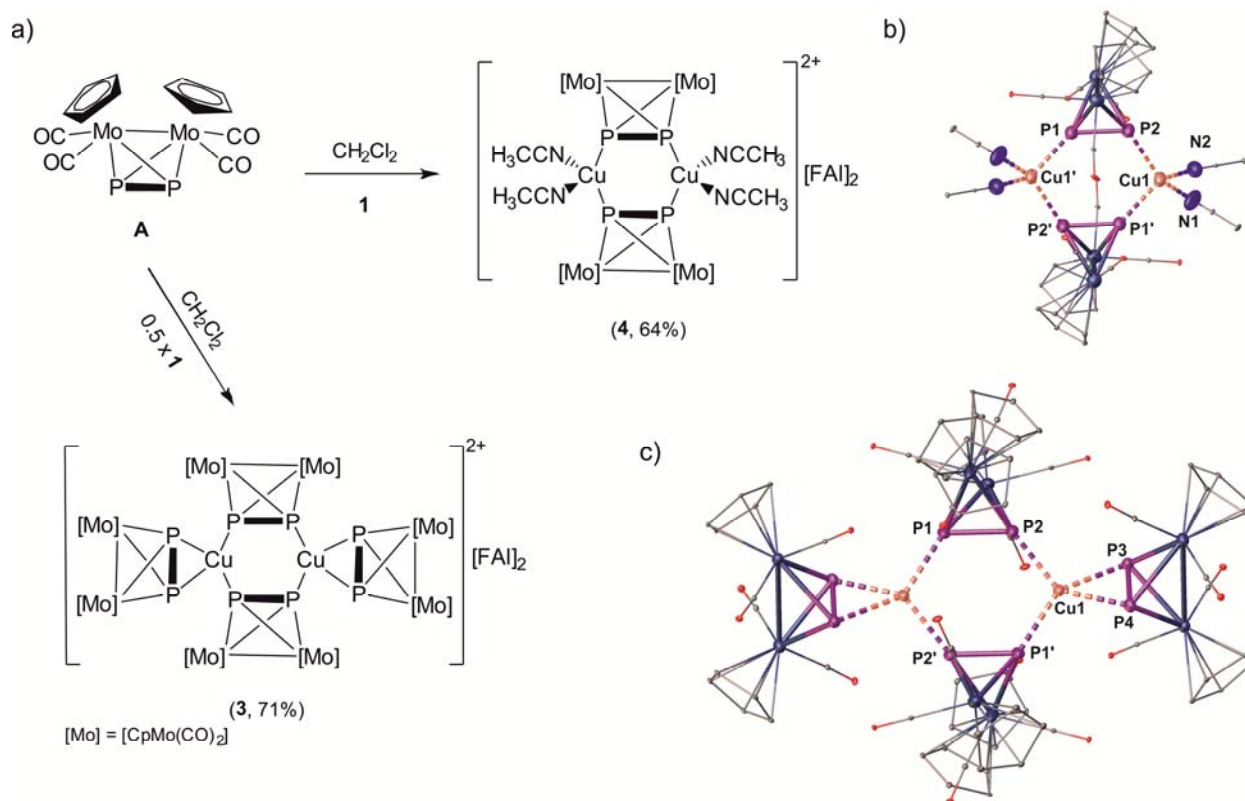 a)
CO
CO
Mo
Mo
CO
CO
P
P
A
CH₂Cl₂
1
[Mo]
[Mo]
2+
P
P
H₃CCN
NCCH₃
Cu
Cu
H₃CCN
NCCH₃
[FAl]₂
P
P
[Mo]
[Mo]
(4, 64%)
CH₂Cl₂
0.5 x 1
[Mo]
[Mo]
2+
[Mo]
P
P
P
P
[Mo]
Cu
Cu
[FAl]₂
[Mo]
P
P
P
P
[Mo]
[Mo]
[Mo]
(3, 71%)
[Mo] = [CpMo(CO)₂]
b)
P1
P2
N2
Cu1'
Cu1
P2'
P1'
N1
c)
P1
P2
P3
Cu1
P4
P2'
P1'